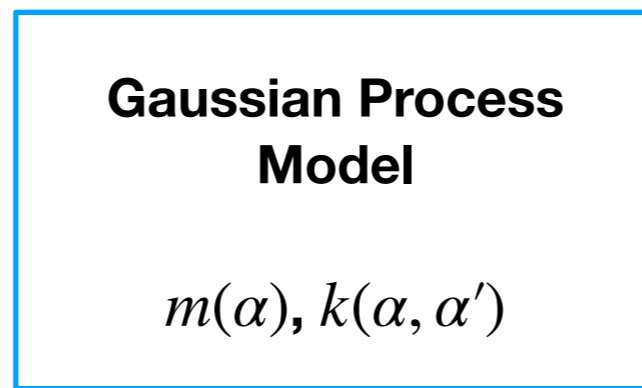 Gaussian Process
Model
m(α), k(α, α′)